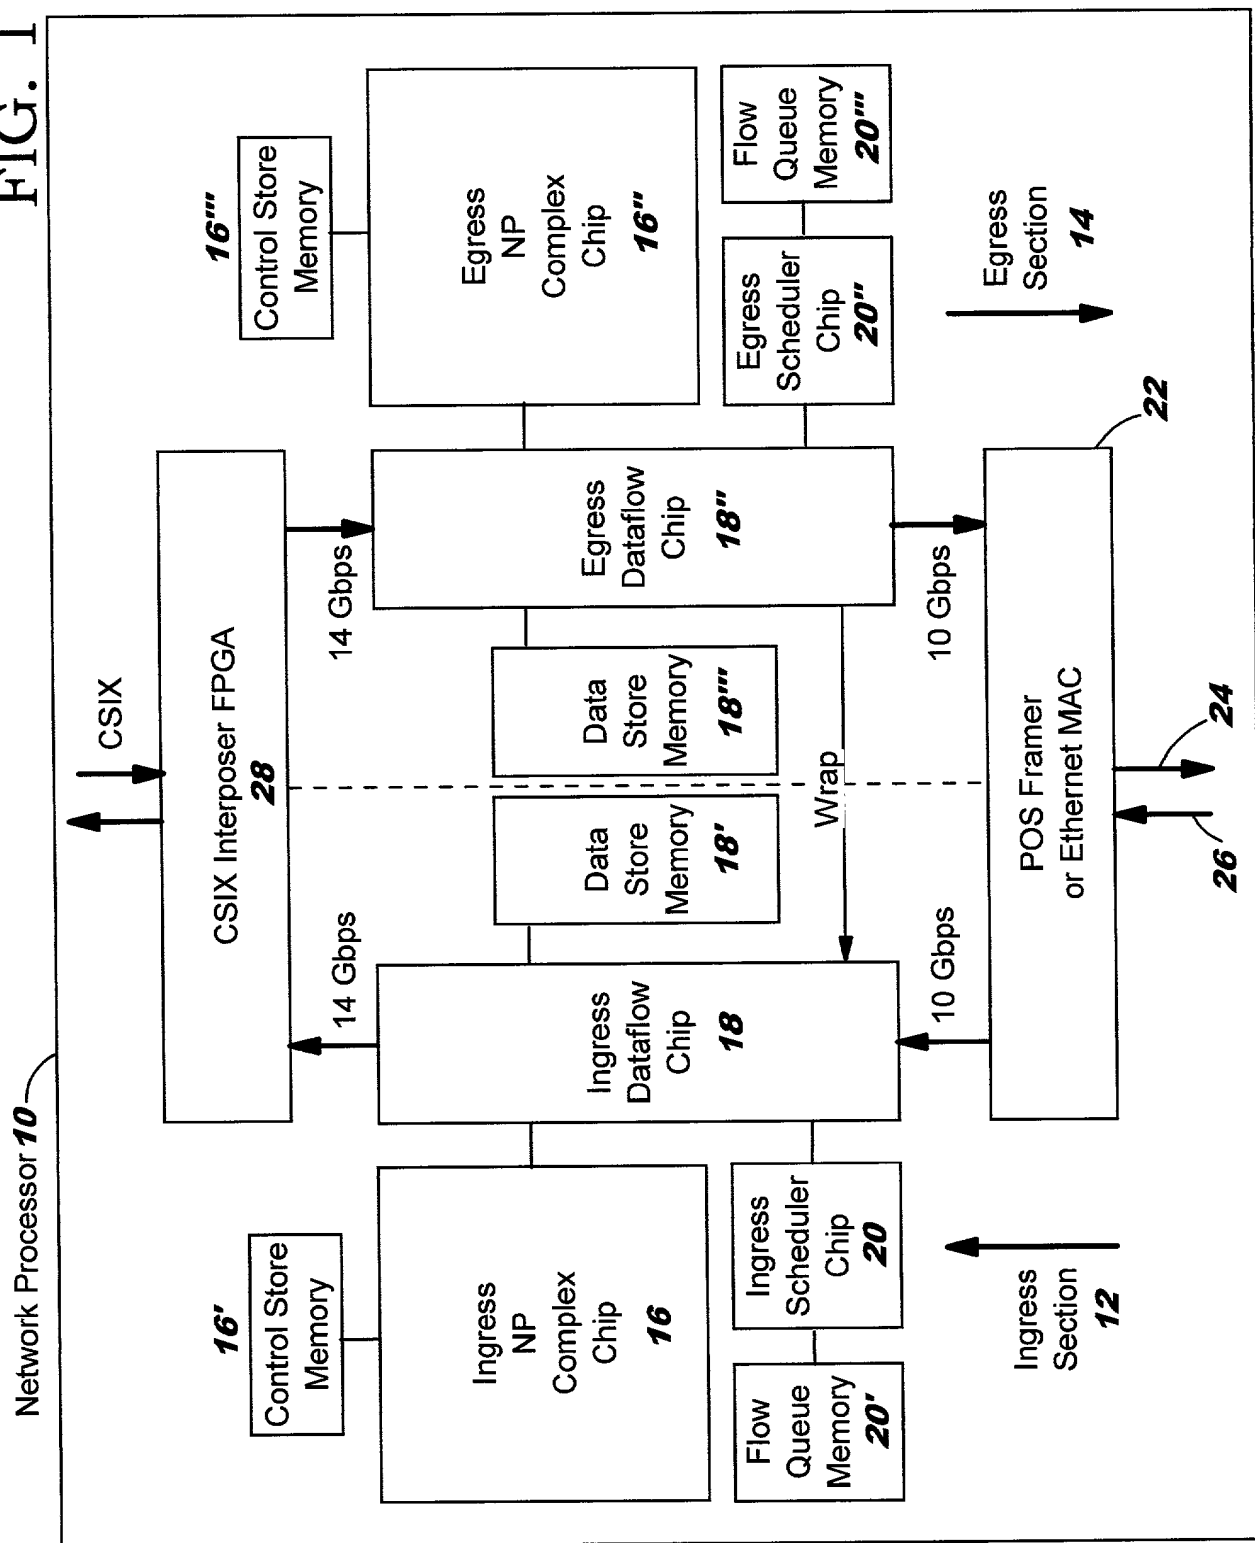 FIG. 1
Network Processor 10
CSIX
CSIX Interposer FPGA
28
16'
Control Store
Memory
16'''
Control Store
Memory
14 Gbps
14 Gbps
Ingress
NP
Complex
Chip
16
Ingress
Dataflow
Chip
18
Data
Store
Memory
18'
Data
Store
Memory
18'''
Egress
Dataflow
Chip
18''
Egress
NP
Complex
Chip
16''
Wrap
Flow
Queue
Memory
20'
Ingress
Scheduler
Chip
20
Egress
Scheduler
Chip
20''
Flow
Queue
Memory
20'''
10 Gbps
10 Gbps
Ingress
Section
12
POS Framer
or Ethernet MAC
22
Egress
Section
14
26
24